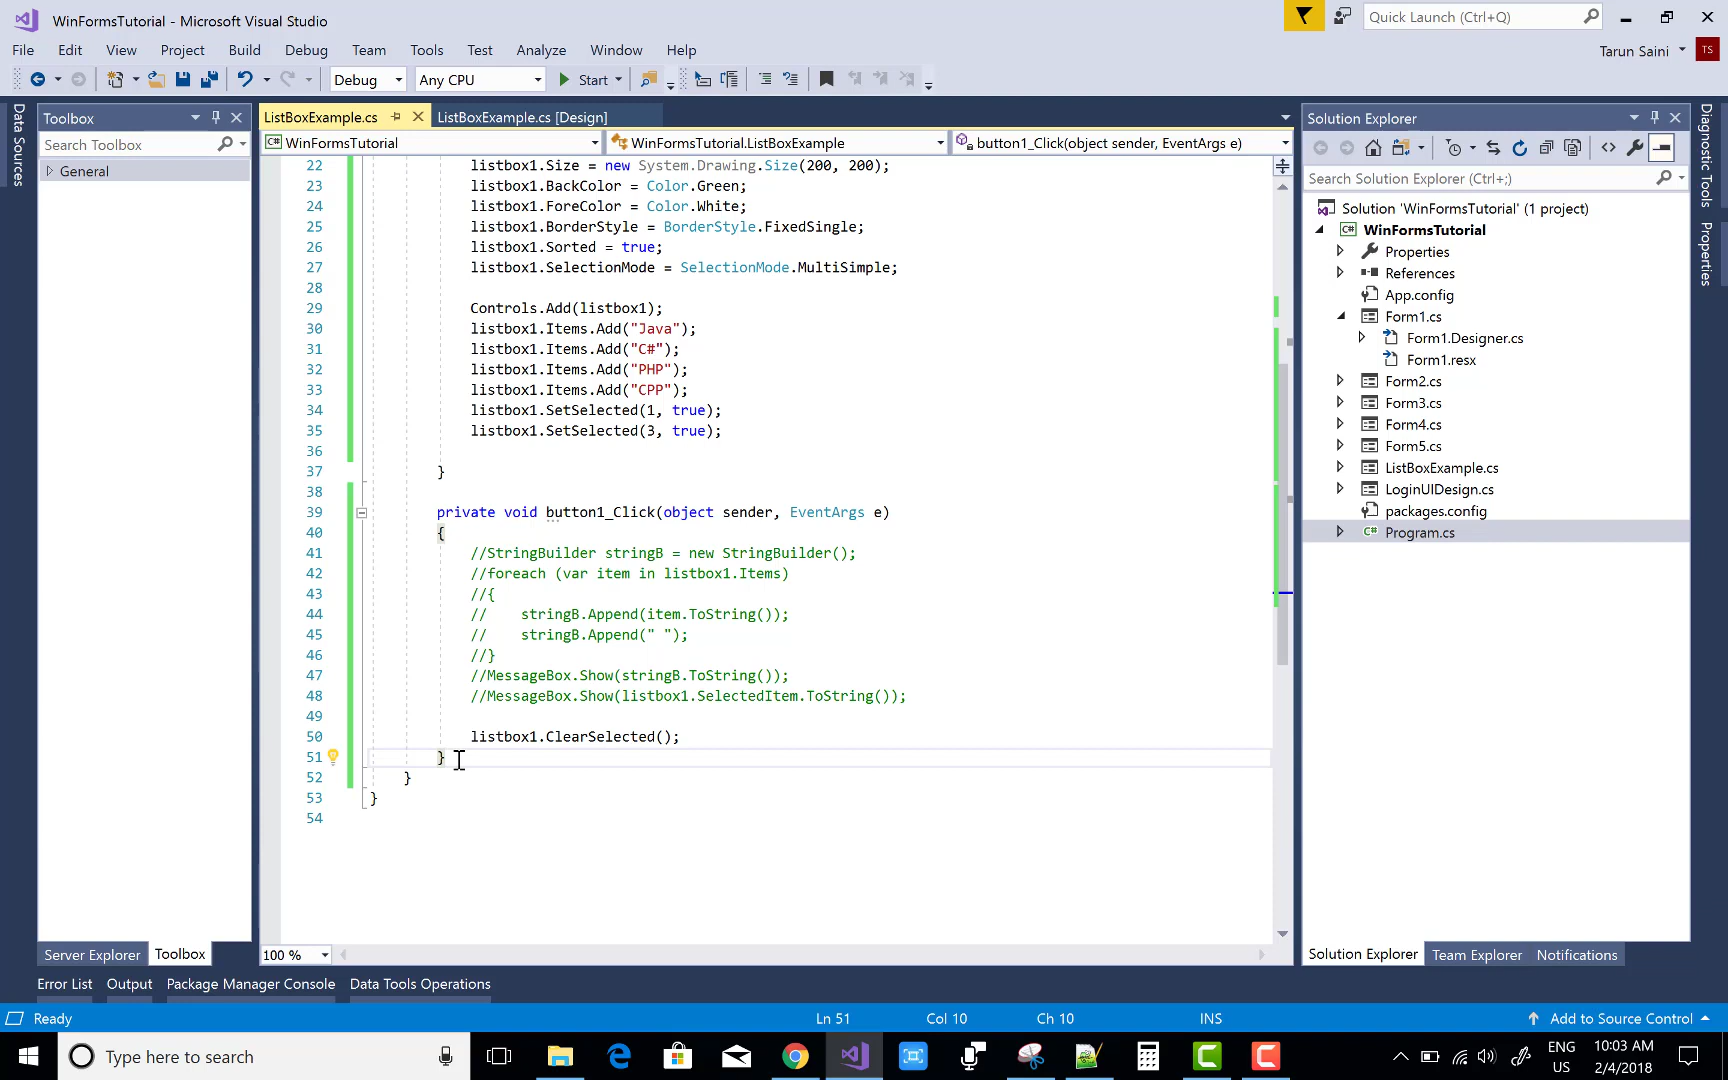 WinFormsTutorial - Microsoft Visual Studio
Quick Launch (Ctrl+Q)
File Edit View Project Build Debug Team Tools Test Analyze Window Help
Tarun Saini TS
Debug Any CPU Start
Data Sources
Toolbox
Search Toolbox
General
ListBoxExample.cs ListBoxExample.cs [Design]
WinFormsTutorial WinFormsTutorial.ListBoxExample button1_Click(object sender, EventArgs e)
22 listbox1.Size = new System.Drawing.Size(200, 200);
23 listbox1.BackColor = Color.Green;
24 listbox1.ForeColor = Color.White;
25 listbox1.BorderStyle = BorderStyle.FixedSingle;
26 listbox1.Sorted = true;
27 listbox1.SelectionMode = SelectionMode.MultiSimple;
28
29 Controls.Add(listbox1);
30 listbox1.Items.Add("Java");
31 listbox1.Items.Add("C#");
32 listbox1.Items.Add("PHP");
33 listbox1.Items.Add("CPP");
34 listbox1.SetSelected(1, true);
35 listbox1.SetSelected(3, true);
36
37 }
38
39 private void button1_Click(object sender, EventArgs e)
40 {
41 //StringBuilder stringB = new StringBuilder();
42 //foreach (var item in listbox1.Items)
43 //{
44 // stringB.Append(item.ToString());
45 // stringB.Append(" ");
46 //}
47 //MessageBox.Show(stringB.ToString());
48 //MessageBox.Show(listbox1.SelectedItem.ToString());
49
50 listbox1.ClearSelected();
51 }
52 }
53 }
54
100 %
Server Explorer Toolbox
Solution Explorer
Search Solution Explorer (Ctrl+;)
Solution 'WinFormsTutorial' (1 project)
C# WinFormsTutorial
Properties
References
App.config
Form1.cs
Form1.Designer.cs
Form1.resx
Form2.cs
Form3.cs
Form4.cs
Form5.cs
ListBoxExample.cs
LoginUIDesign.cs
packages.config
C# Program.cs
Solution Explorer Team Explorer Notifications
Diagnostic Tools
Properties
Error List Output Package Manager Console Data Tools Operations
Ready Ln 51 Col 10 Ch 10 INS Add to Source Control
Type here to search
ENG
US
10:03 AM
2/4/2018